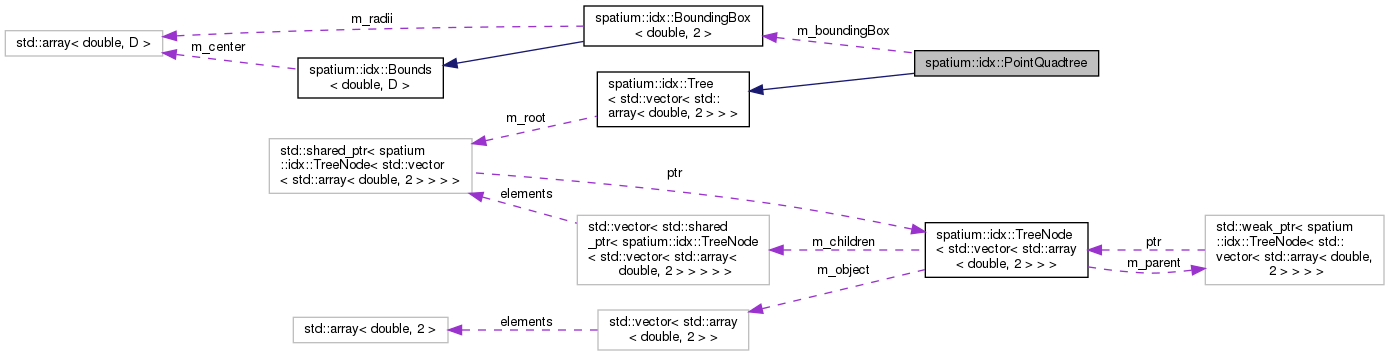 std::array< double, D >
m_radii
m_center
spatium::idx::BoundingBox
< double, 2 >
spatium::idx::Bounds
< double, D >
m_boundingBox
spatium::idx::PointQuadtree
spatium::idx::Tree
< std::vector< std::
array< double, 2 > > >
m_root
std::shared_ptr< spatium
::idx::TreeNode< std::vector
< std::array< double, 2 > > > >
ptr
elements
std::vector< std::shared
_ptr< spatium::idx::TreeNode
< std::vector< std::array<
double, 2 > > > > >
m_children
m_object
spatium::idx::TreeNode
< std::vector< std::array
< double, 2 > > >
ptr
m_parent
std::weak_ptr< spatium
::idx::TreeNode< std::
vector< std::array< double,
2 > > > >
std::array< double, 2 >
elements
std::vector< std::array
< double, 2 > >